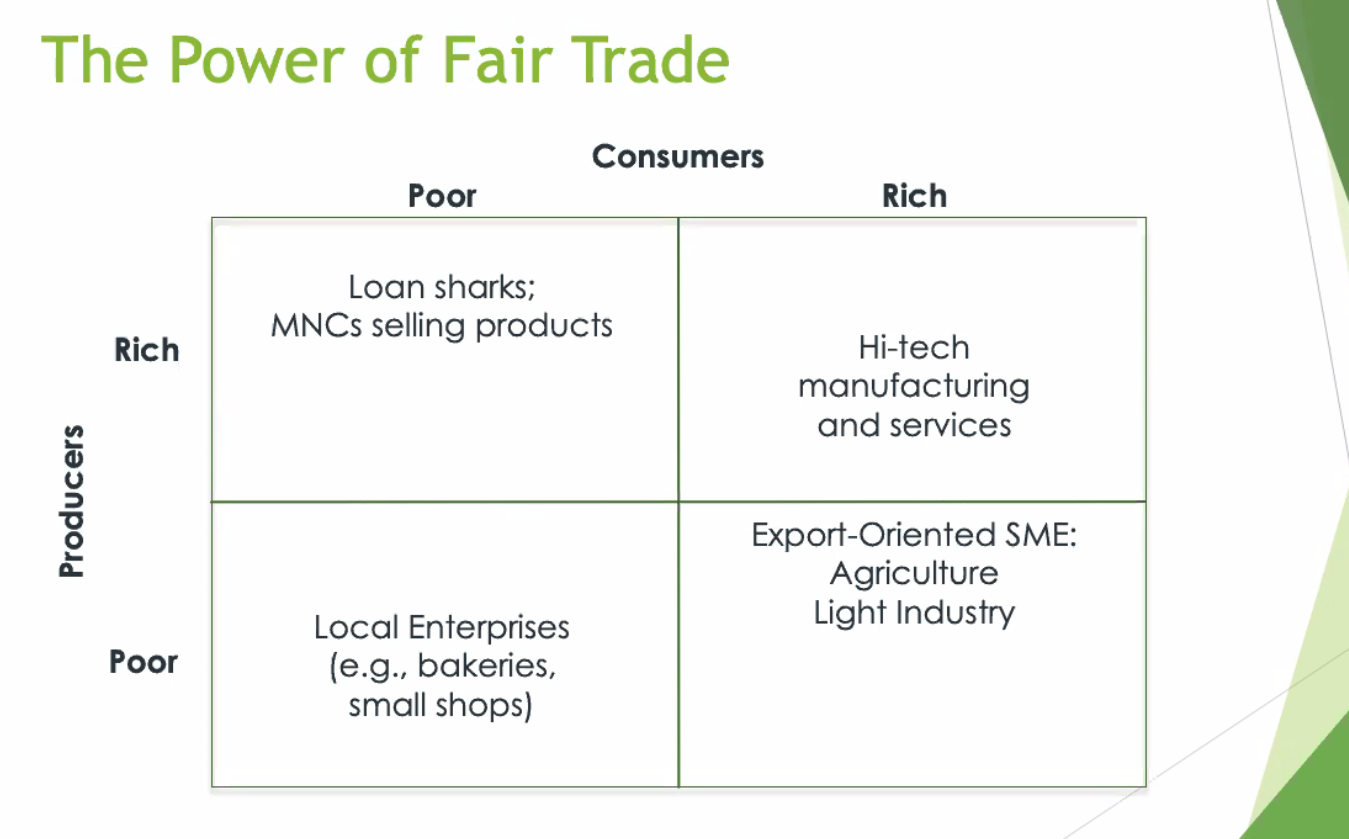 The Power of Fair Trade
Consumers
Poor
Rich
Producers
Rich
Loan sharks;
MNCs selling products
Hi-tech
manufacturing
and services
Poor
Local Enterprises
(e.g., bakeries,
small shops)
Export-Oriented SME:
Agriculture
Light Industry